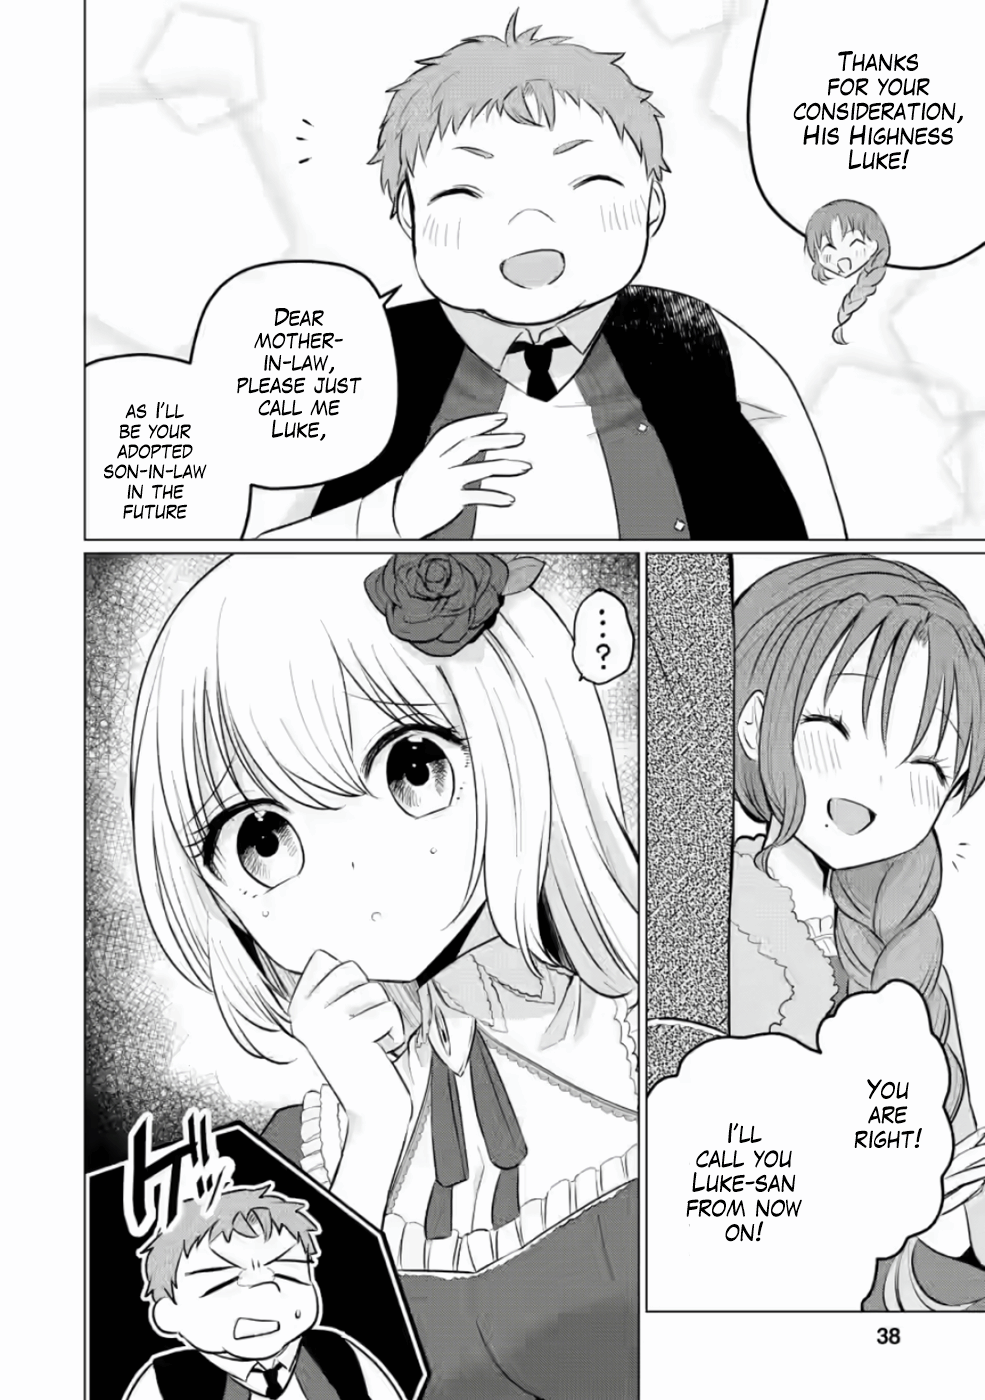 Thanks
for your
consideration,
His Highness
Luke!
Dear
mother-
in-law,
please just
call me
Luke,
as I'll
be your
adopted
son-in-law
in the
future
You
are
right!
I'll
call you
Luke-san
from now
on!
....?
ゲッ
38